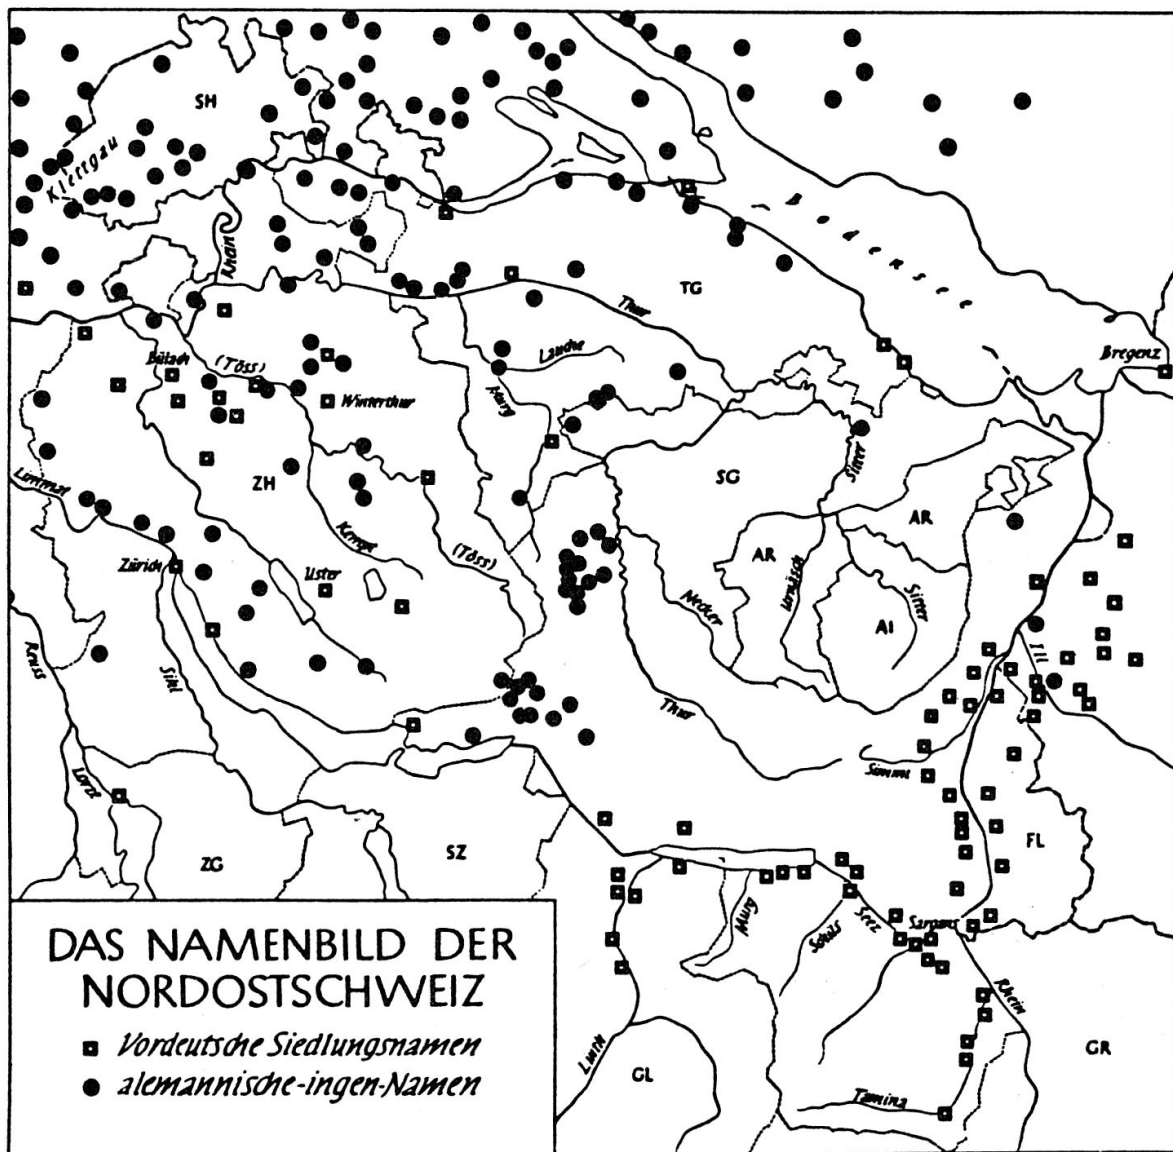 SH
Klettgau
Rhein
Bodensee
TG
Thur
Bülach
(Töss)
Lauche
Bregenz
Murg
Winterthur
Sitter
SG
Limmat
ZH
AR
Kempt
(Töss)
AR
Zürich
Uster
Urnäsch
Sitter
Necker
AI
Ill
Reuss
Sihl
Thur
Simmi
Lorze
FL
ZG
SZ
Murg
Seez
Sargans
Schils
DAS NAMENBILD DER
NORDOSTSCHWEIZ
Vordeutsche Siedlungsnamen
alemannische-ingen-Namen
Rhein
Linth
GL
GR
Tamina